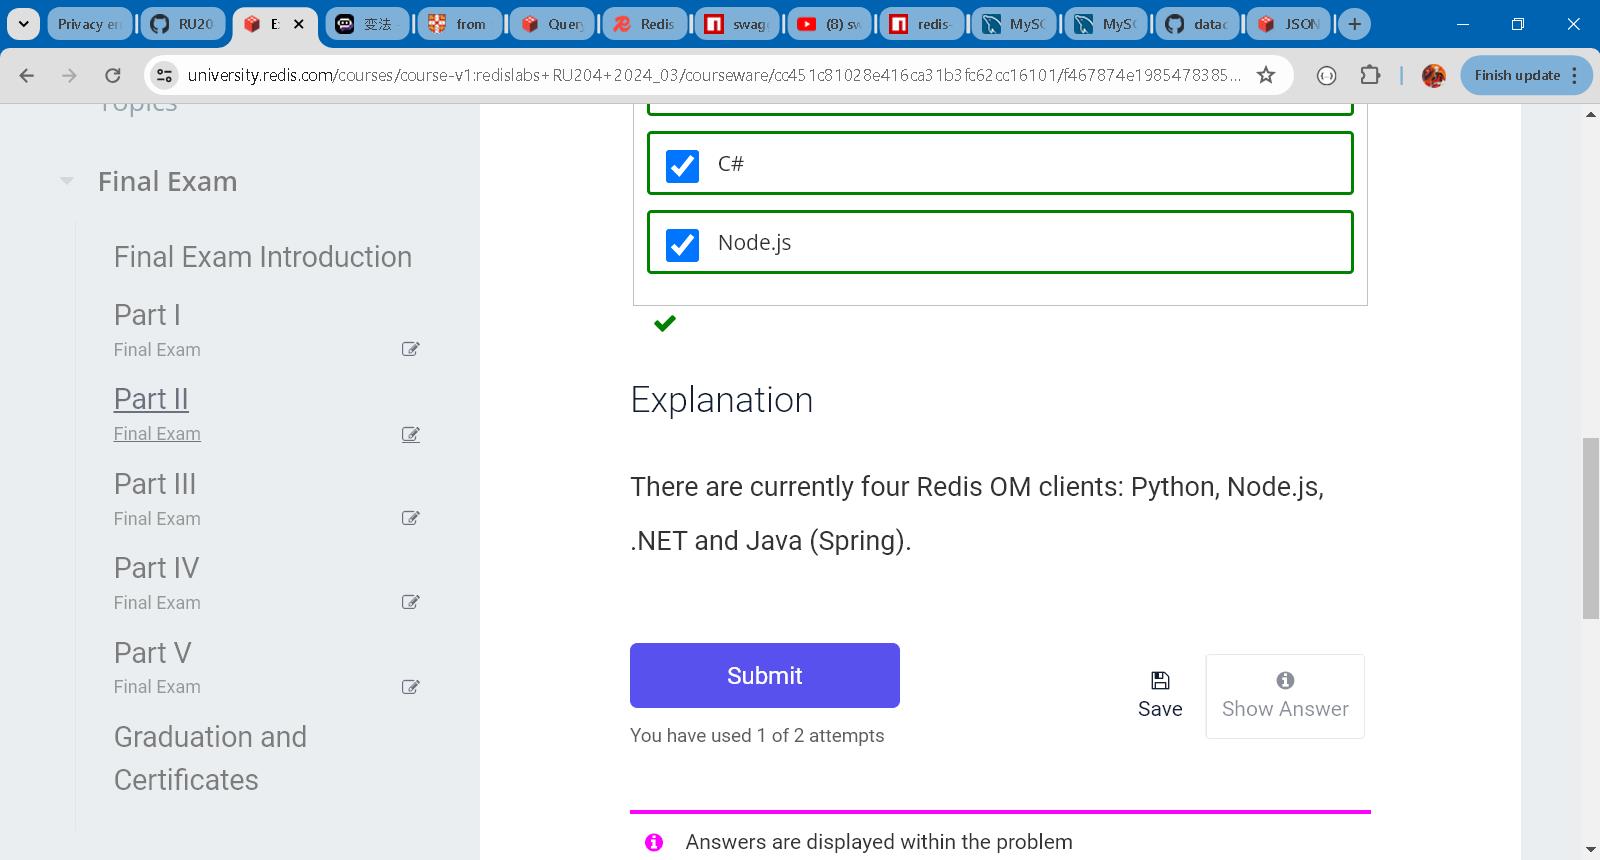 Privacy er
RU20
E
变法
from
Query
Redis
swag
(8) sw
redis-
MySC
MySC
datac
JSON
university.redis.com/courses/course-v1:redislabs+RU204+2024_03/courseware/cc451c81028e416ca31b3fc62cc16101/f467874e1985478385...
Finish update
Topics
Final Exam
Final Exam Introduction
Part I
Final Exam
Part II
Final Exam
Part III
Final Exam
Part IV
Final Exam
Part V
Final Exam
Graduation and
Certificates
C#
Node.js
Explanation
There are currently four Redis OM clients: Python, Node.js,
.NET and Java (Spring).
Submit
Save
Show Answer
You have used 1 of 2 attempts
Answers are displayed within the problem